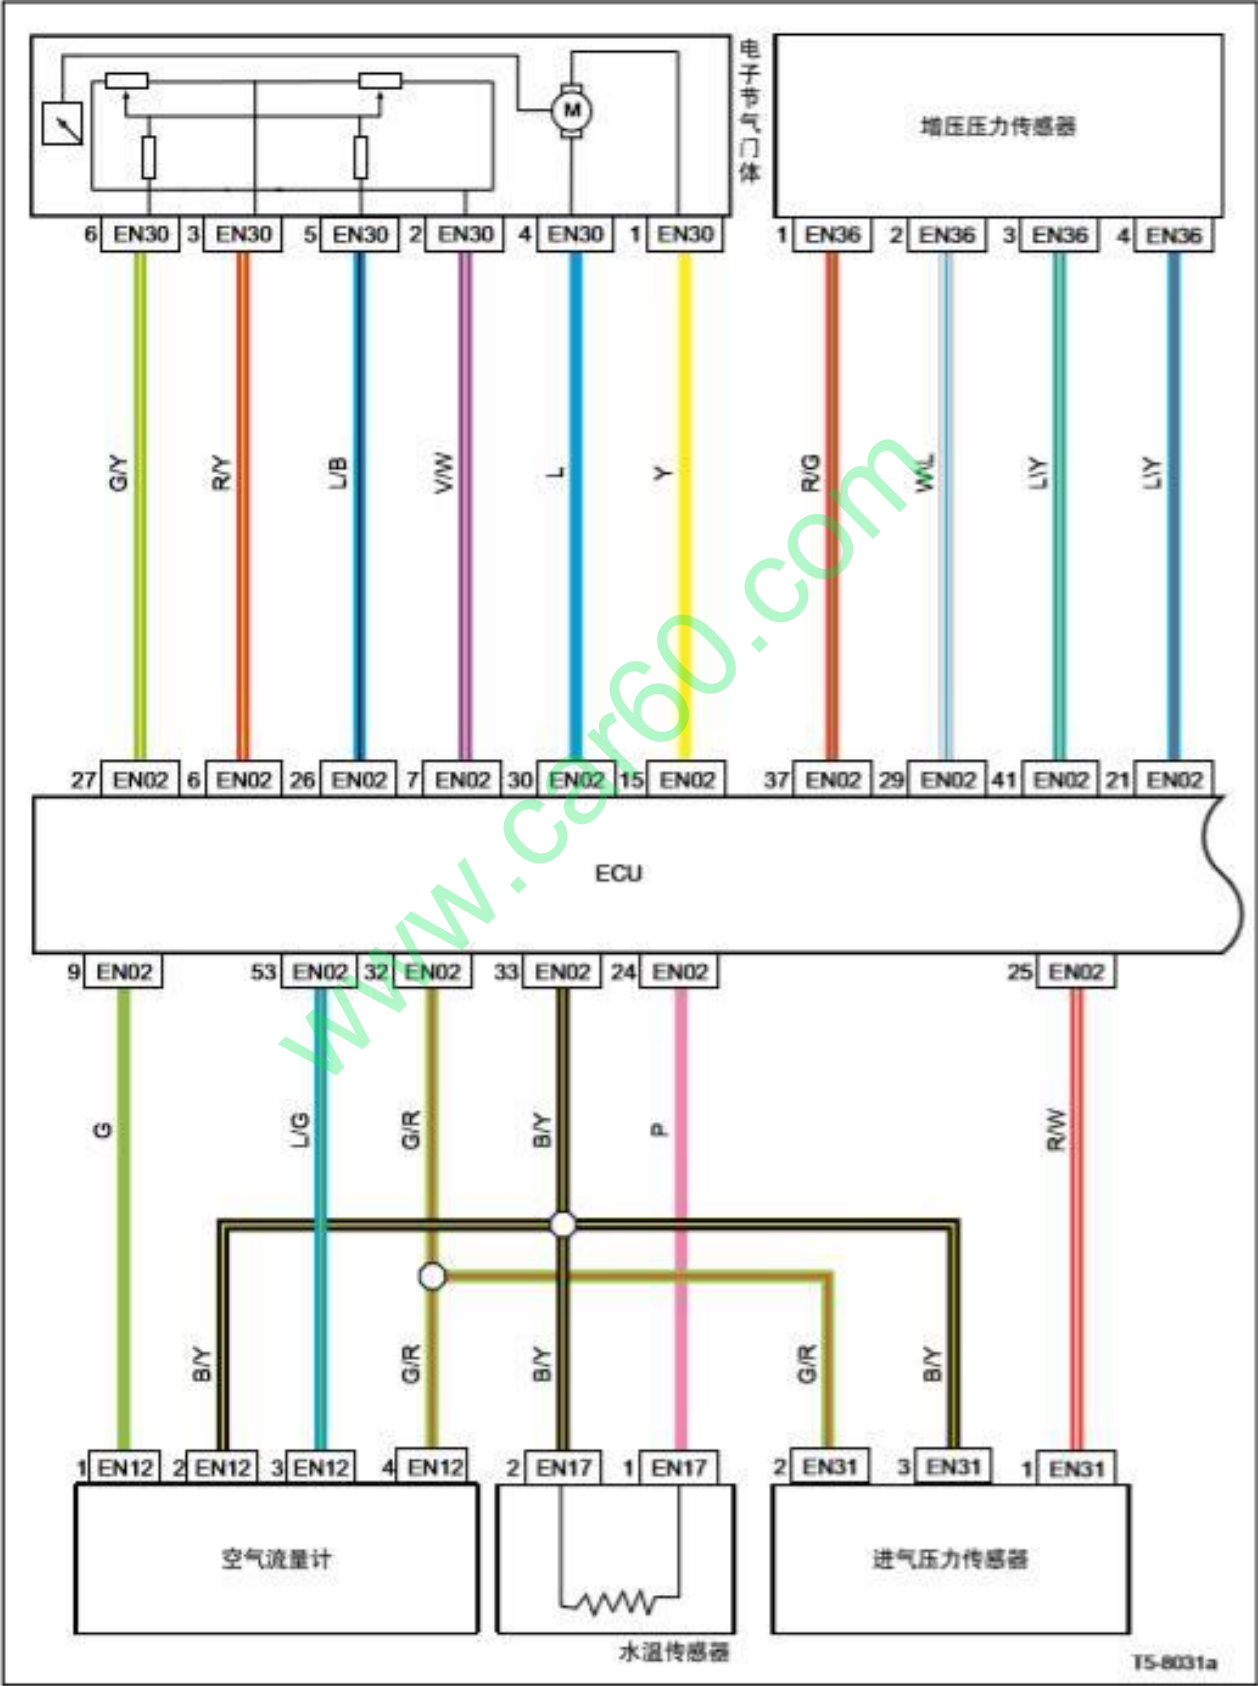 电子节气门体
增压压力传感器
6 EN30 3 EN30 5 EN30 2 EN30 4 EN30 1 EN30 1 EN36 2 EN36 3 EN36 4 EN36
M
G/Y R/Y L/B V/W L Y R/G W\L L\Y L\Y
27 EN02 6 EN02 26 EN02 7 EN02 30 EN02 15 EN02 37 EN02 29 EN02 41 EN02 21 EN02
ECU
9 EN02 53 EN02 32 EN02 33 EN02 24 EN02 25 EN02
G L/G G/R B/Y P R/W
B/Y G/R B/Y G/R B/Y
1 EN12 2 EN12 3 EN12 4 EN12 2 EN17 1 EN17 2 EN31 3 EN31 1 EN31
空气流量计
进气压力传感器
水温传感器
T5-8031a
www.car60.com